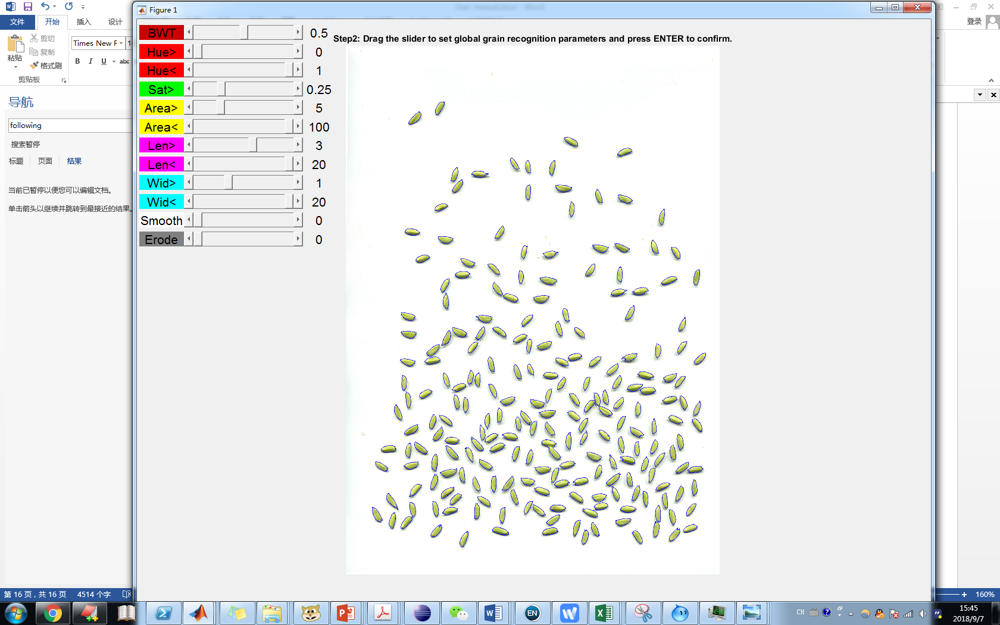 Figure 1
文件
开始
插入
设计
登录
剪切
Times New F
1
粘贴
复制
B I U abc
格式刷
剪贴板
导航
following
搜索暂停
标题 页面 结果
当前已暂停以便您可以编辑文档。
单击箭头以继续并跳转到最接近的结果。
BWT 0.5
Hue> 0
Hue< 1
Sat> 0.25
Area> 5
Area< 100
Len> 3
Len< 20
Wid> 1
Wid< 20
Smooth 0
Erode 0
Step2: Drag the slider to set global grain recognition parameters and press ENTER to confirm.
第 16 页，共 16 页 4514 个字
160%
EN
CH
15:45
2018/9/7